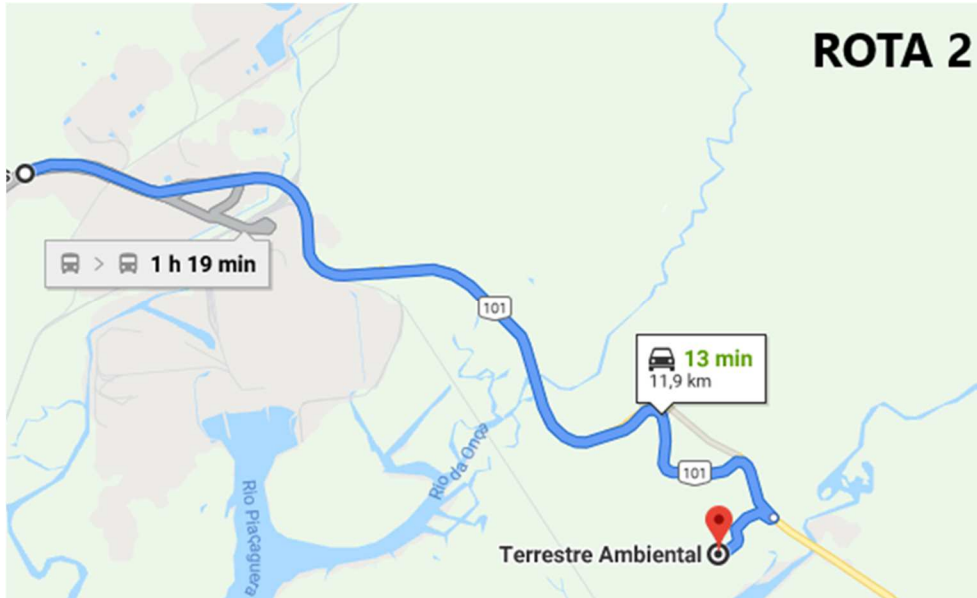 ROTA 2
s
> 1 h 19 min
101
13 min
11,9 km
Rio da Onça
101
Rio Piaçaguera
Terrestre Ambiental